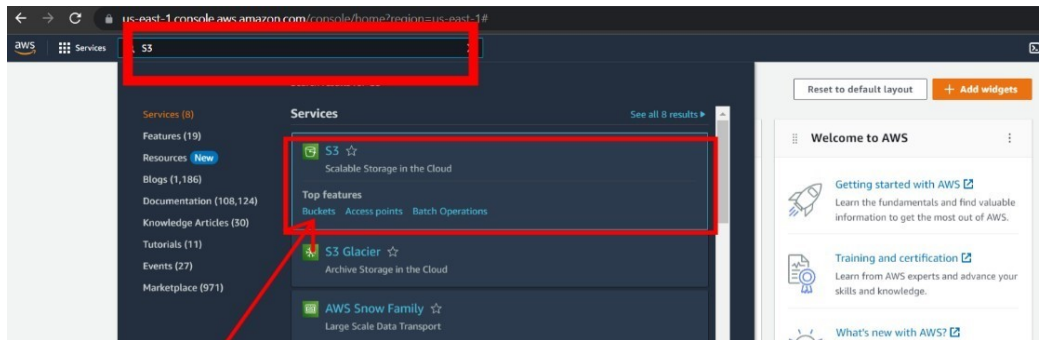 us-east-1.console.aws.amazon.com/console/home?region=us-east-1#
aws Services S3
Reset to default layout + Add widgets
Services (8)
Features (19)
Resources New
Blogs (1,186)
Documentation (108,124)
Knowledge Articles (30)
Tutorials (11)
Events (27)
Marketplace (971)
Services See all 8 results
S3
Scalable Storage in the Cloud
Top features
Buckets Access points Batch Operations
S3 Glacier
Archive Storage in the Cloud
AWS Snow Family
Large Scale Data Transport
Welcome to AWS
Getting started with AWS
Learn the fundamentals and find valuable
information to get the most out of AWS.
Training and certification
Learn from AWS experts and advance your
skills and knowledge.
What's new with AWS?